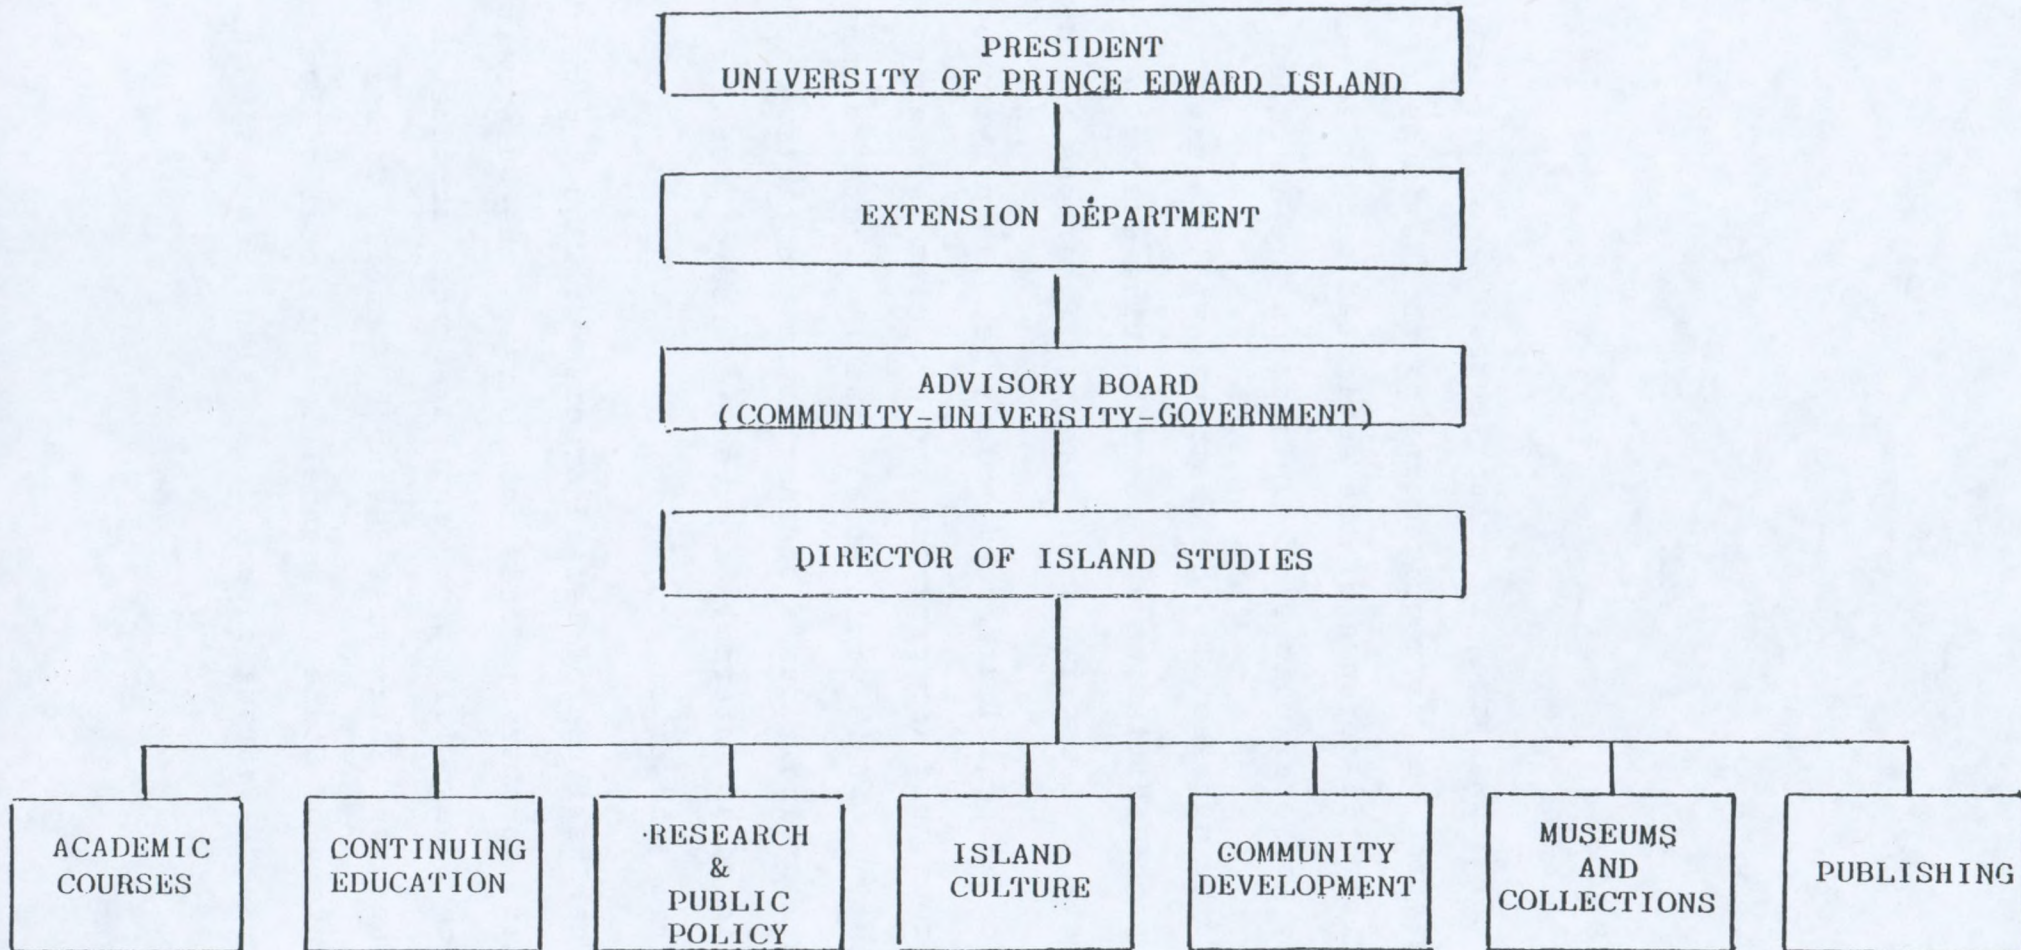 PRESIDENT
UNIVERSITY OF PRINCE EDWARD ISLAND
EXTENSION DEPARTMENT
ADVISORY BOARD
(COMMUNITY-UNIVERSITY-GOVERNMENT)
DIRECTOR OF ISLAND STUDIES
ACADEMIC
COURSES
CONTINUING
EDUCATION
RESEARCH
&
PUBLIC
POLICY
ISLAND
CULTURE
COMMUNITY
DEVELOPMENT
MUSEUMS
AND
COLLECTIONS
PUBLISHING